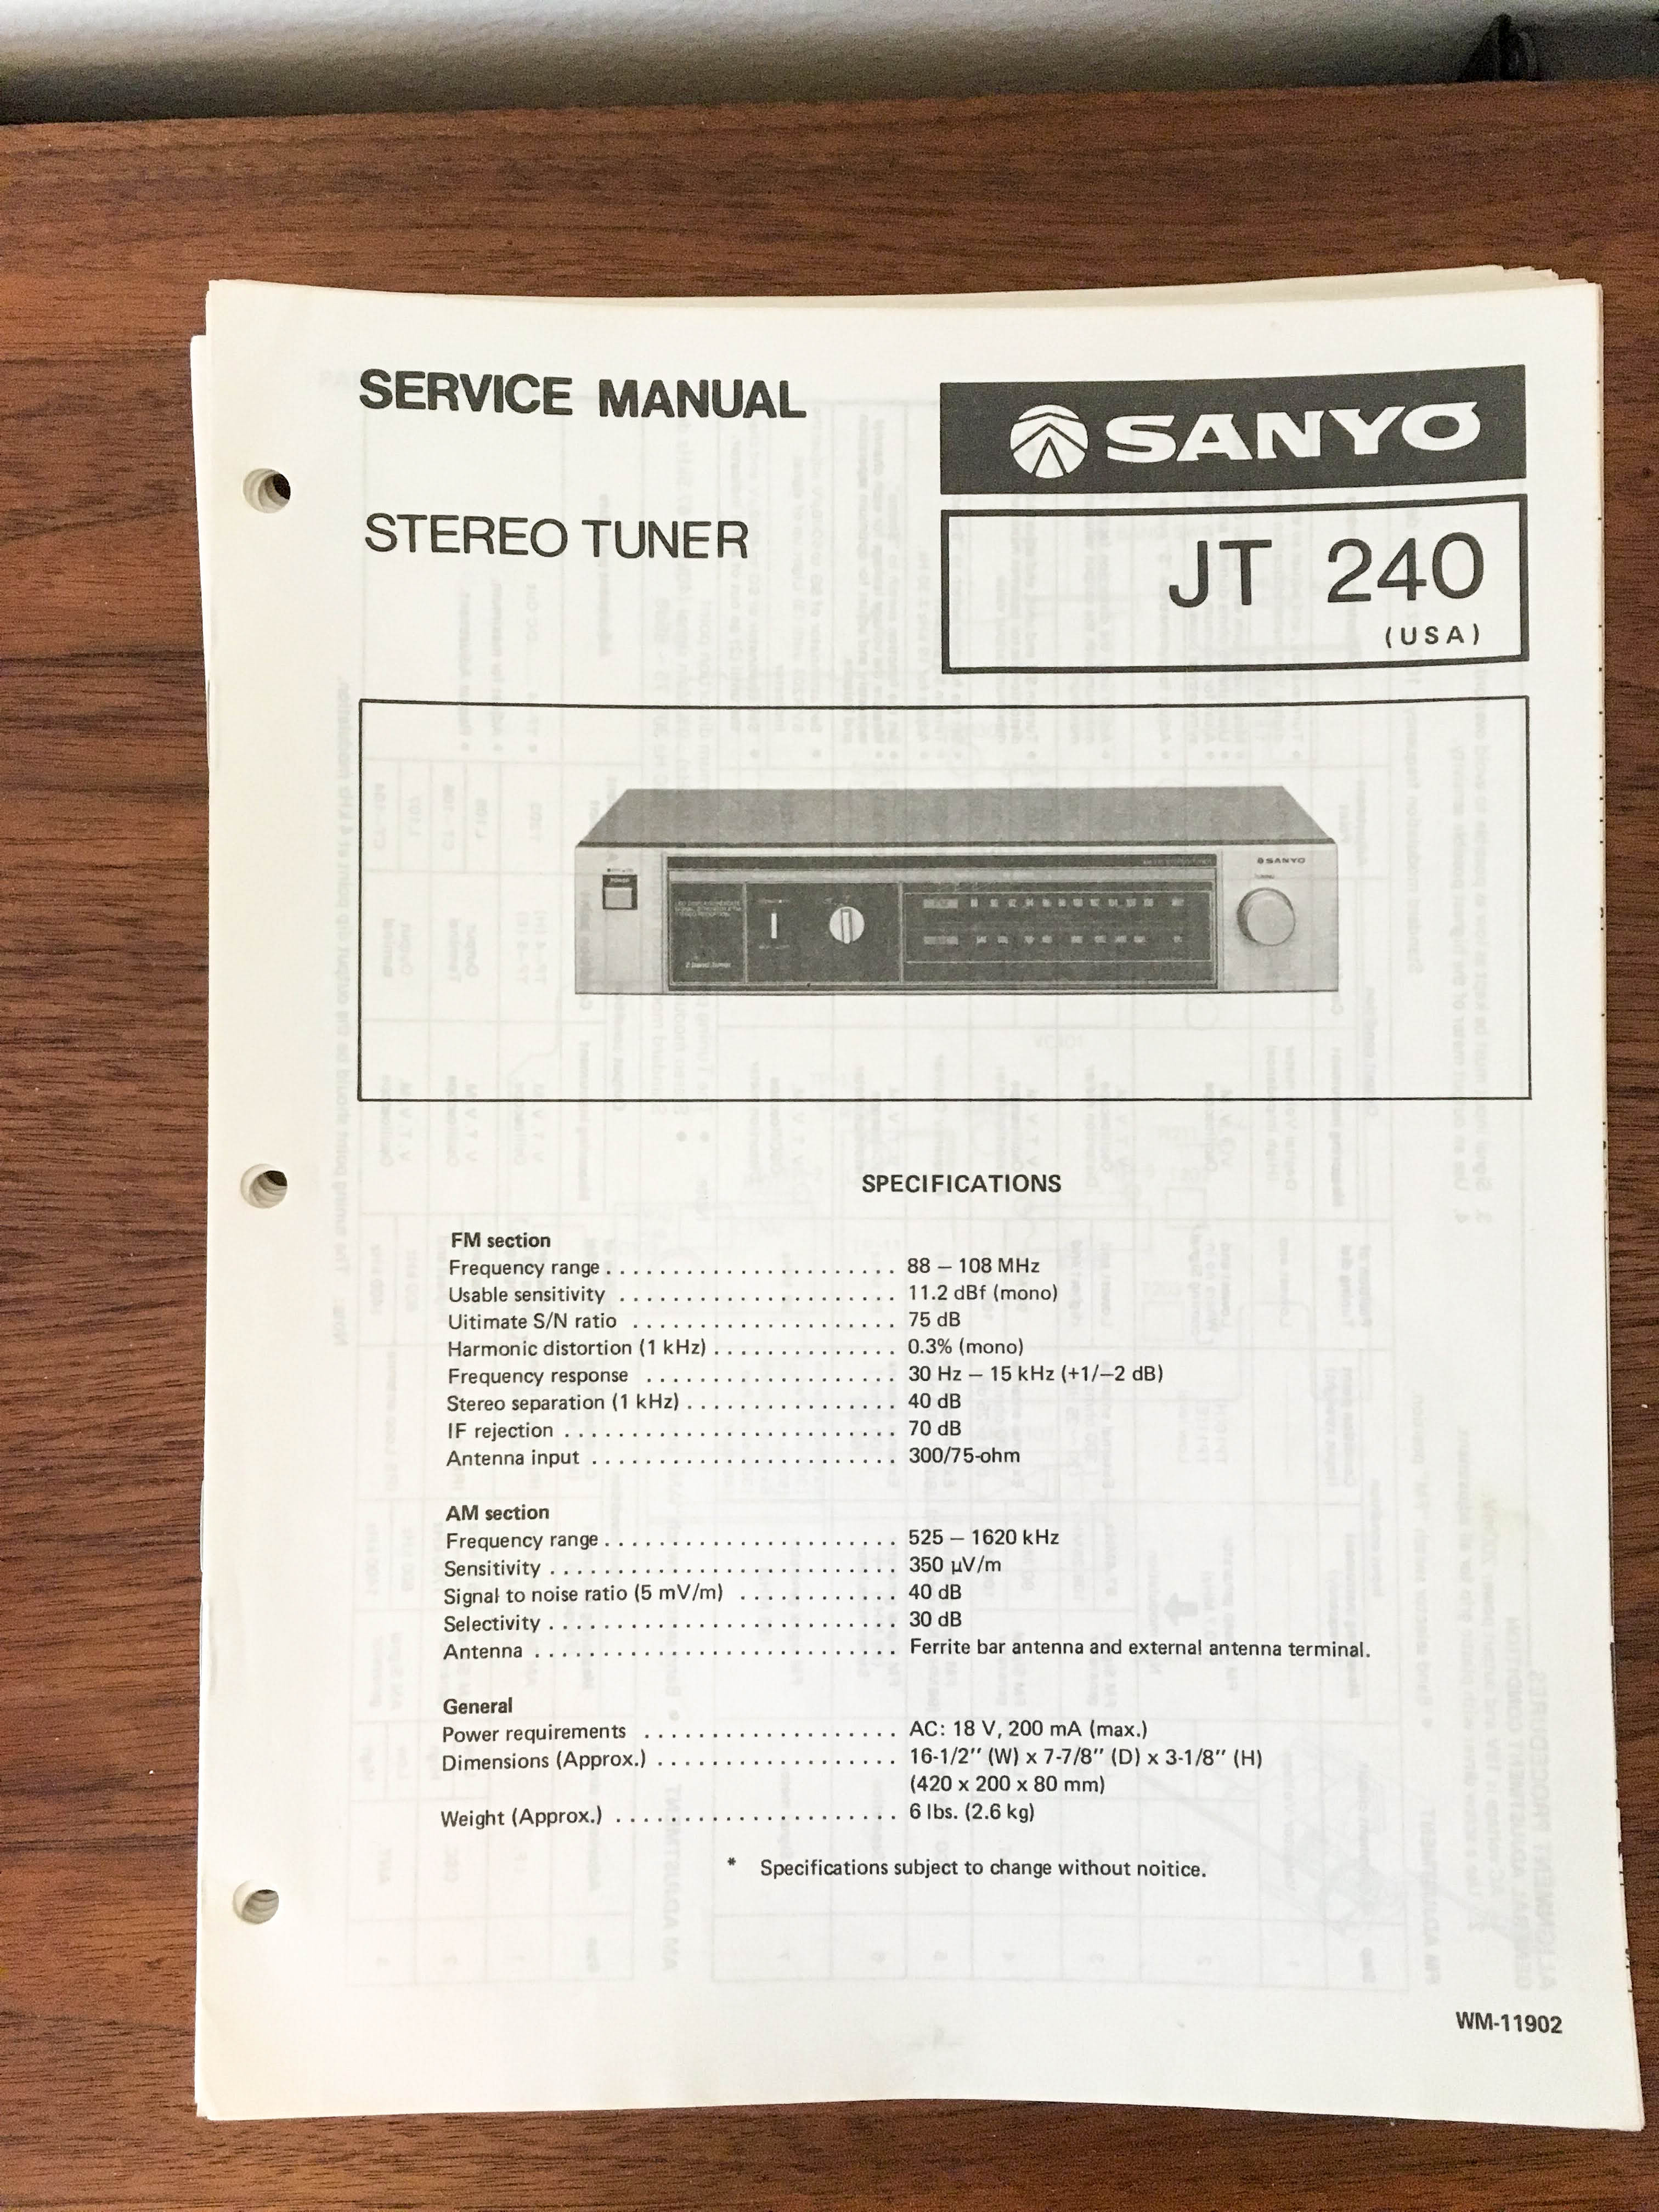 SERVICE MANUAL
SANYO
STEREO TUNER
JT 240
(USA)
POWER
SANYO
TUNING
SPECIFICATIONS
FM section
Frequency range . . . . . . . . . . . . . . . . . . . . . . 88 – 108 MHz
Usable sensitivity . . . . . . . . . . . . . . . . . . . . . 11.2 dBf (mono)
Uitimate S/N ratio . . . . . . . . . . . . . . . . . . . . 75 dB
Harmonic distortion (1 kHz) . . . . . . . . . . . . . . 0.3% (mono)
Frequency response . . . . . . . . . . . . . . . . . . . 30 Hz – 15 kHz (+1/–2 dB)
Stereo separation (1 kHz) . . . . . . . . . . . . . . . . 40 dB
IF rejection . . . . . . . . . . . . . . . . . . . . . . . . . 70 dB
Antenna input . . . . . . . . . . . . . . . . . . . . . . . 300/75-ohm
AM section
Frequency range . . . . . . . . . . . . . . . . . . . . . . 525 – 1620 kHz
Sensitivity . . . . . . . . . . . . . . . . . . . . . . . . . . 350 μV/m
Signal to noise ratio (5 mV/m) . . . . . . . . . . . . 40 dB
Selectivity . . . . . . . . . . . . . . . . . . . . . . . . . . 30 dB
Antenna . . . . . . . . . . . . . . . . . . . . . . . . . . . Ferrite bar antenna and external antenna terminal.
General
Power requirements . . . . . . . . . . . . . . . . . . . AC: 18 V, 200 mA (max.)
Dimensions (Approx.) . . . . . . . . . . . . . . . . . . 16-1/2'' (W) x 7-7/8'' (D) x 3-1/8'' (H)
(420 x 200 x 80 mm)
Weight (Approx.) . . . . . . . . . . . . . . . . . . . . . 6 lbs. (2.6 kg)
* Specifications subject to change without noitice.
WM-11902